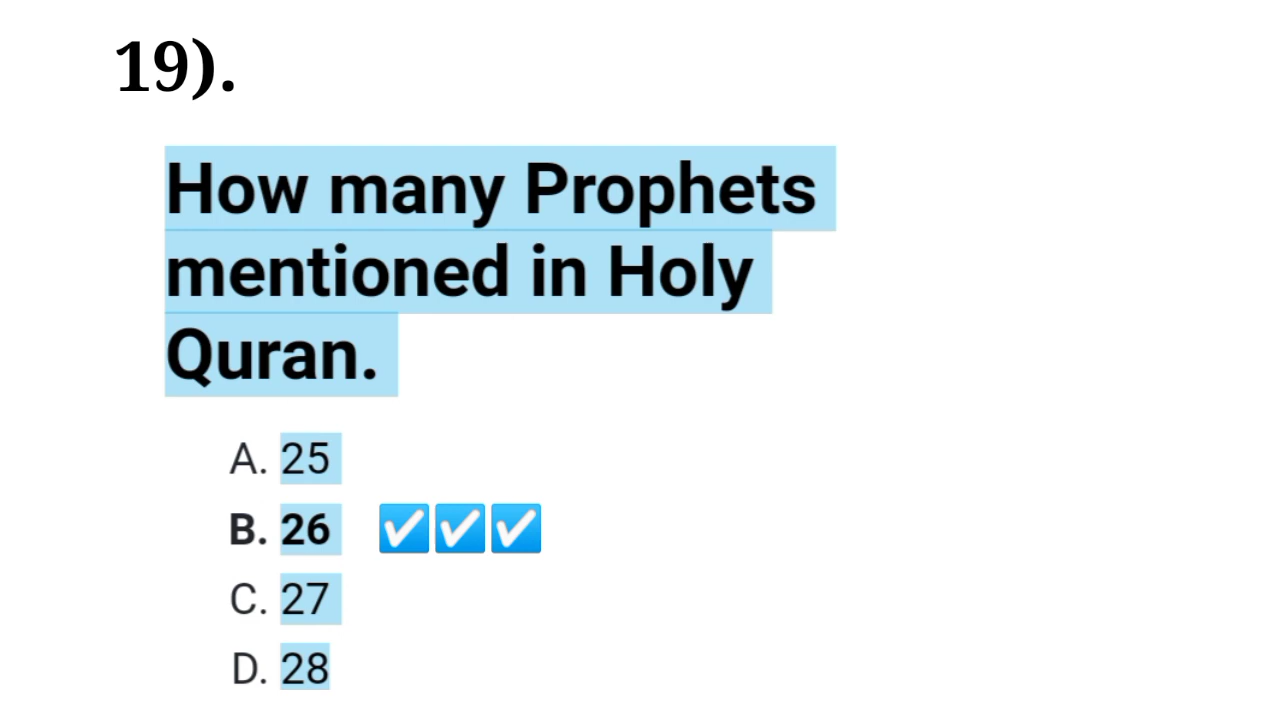 19).
How many Prophets
mentioned in Holy
Quran.
A. 25
B. 26 ✅✅✅
C. 27
D. 28